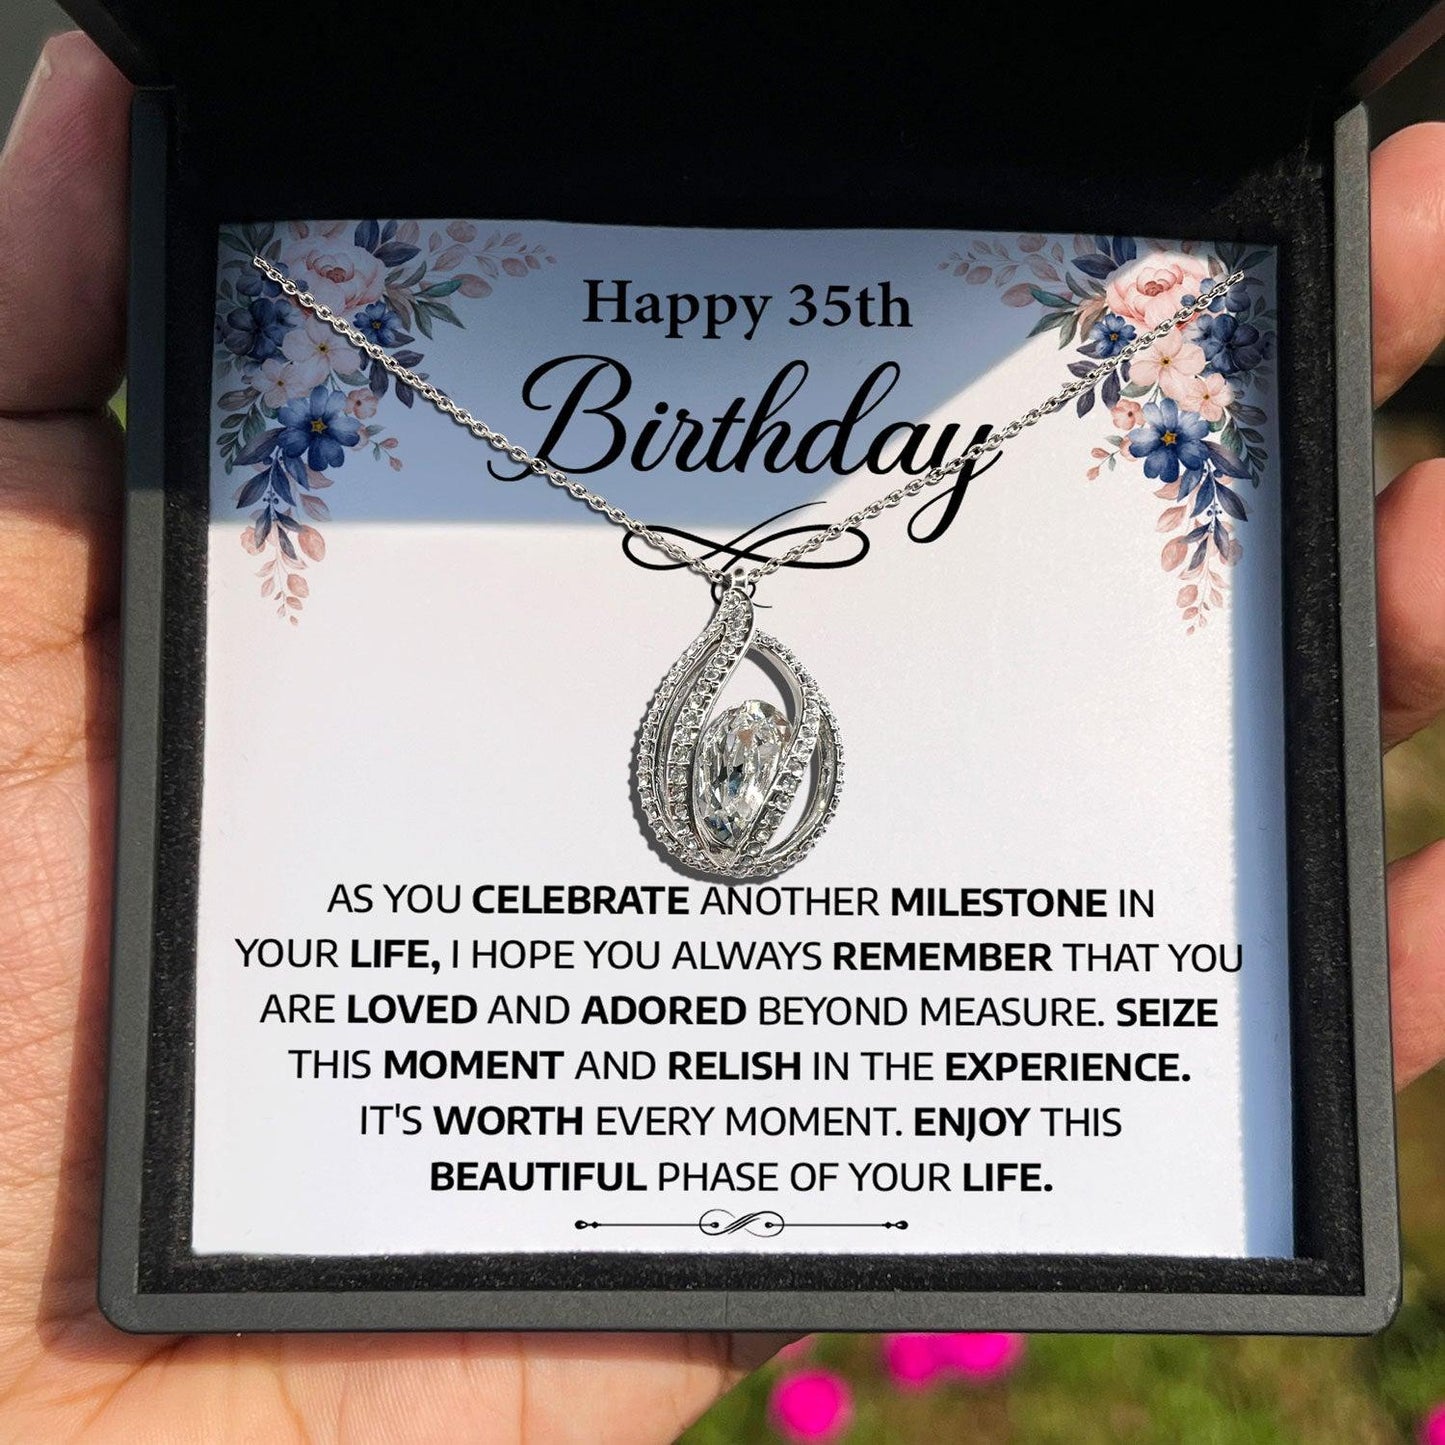 Happy 35th
Birthday
AS YOU CELEBRATE ANOTHER MILESTONE IN
YOUR LIFE, I HOPE YOU ALWAYS REMEMBER THAT YOU
ARE LOVED AND ADORED BEYOND MEASURE. SEIZE
THIS MOMENT AND RELISH IN THE EXPERIENCE.
IT'S WORTH EVERY MOMENT. ENJOY THIS
BEAUTIFUL PHASE OF YOUR LIFE.